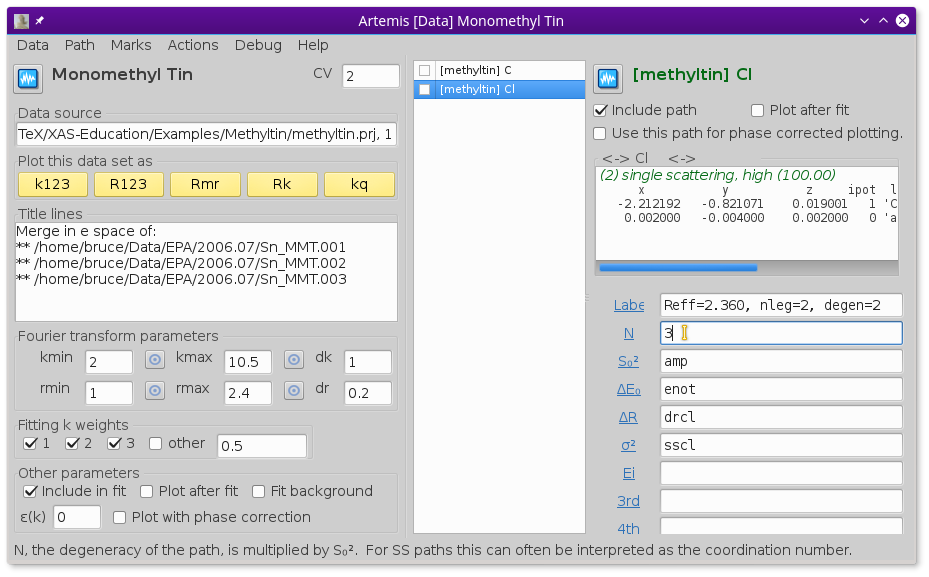 Artemis [Data] Monomethyl Tin
Data Path Marks Actions Debug Help
Monomethyl Tin CV 2
Data source
TeX/XAS-Education/Examples/Methyltin/methyltin.prj, 1
Plot this data set as
k123 R123 Rmr Rk kq
Title lines
Merge in e space of:
** /home/bruce/Data/EPA/2006.07/Sn_MMT.001
** /home/bruce/Data/EPA/2006.07/Sn_MMT.002
** /home/bruce/Data/EPA/2006.07/Sn_MMT.003
Fourier transform parameters
kmin 2 kmax 10.5 dk 1
rmin 1 rmax 2.4 dr 0.2
Fitting k weights
1 2 3 other 0.5
Other parameters
Include in fit Plot after fit Fit background
ε(k) 0 Plot with phase correction
[methyltin] C
[methyltin] Cl
[methyltin] Cl
Include path Plot after fit
Use this path for phase corrected plotting.
<-> Cl <->
(2) single scattering, high (100.00)
x y z ipot l
-2.212192 -0.821071 0.019001 1 'C
0.002000 -0.004000 0.002000 0 'a
Labe Reff=2.360, nleg=2, degen=2
N 3
S₀² amp
ΔE₀ enot
ΔR drcl
σ² sscl
Ei
3rd
4th
N, the degeneracy of the path, is multiplied by S₀². For SS paths this can often be interpreted as the coordination number.